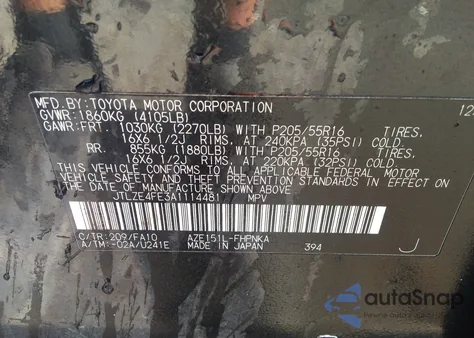 MFD.BY:TOYOTA MOTOR CORPORATION 12
GVWR:1860KG (4105LB)
GAWR:FRT. 1030KG (2270LB) WITH P205/55R16 TIRES,
16X6 1/2J RIMS, AT 240KPA (35PSI) COLD.
RR. 855KG (1880LB) WITH P205/55R16 TIRES,
16X6 1/2J RIMS, AT 220KPA (32PSI) COLD.
THIS VEHICLE CONFORMS TO ALL APPLICABLE FEDERAL MOTOR
VEHICLE SAFETY, BUMPER, AND THEFT PREVENTION STANDARDS IN EFFECT
ON THE DATE OF MANUFACTURE SHOWN ABOVE.
JTLZE4FE3A1114481 MPV
C/TR:209/FA10 AZE151L-FHPNKA
A/TM:-02A/U241E MADE IN JAPAN 394 J
autoSnap